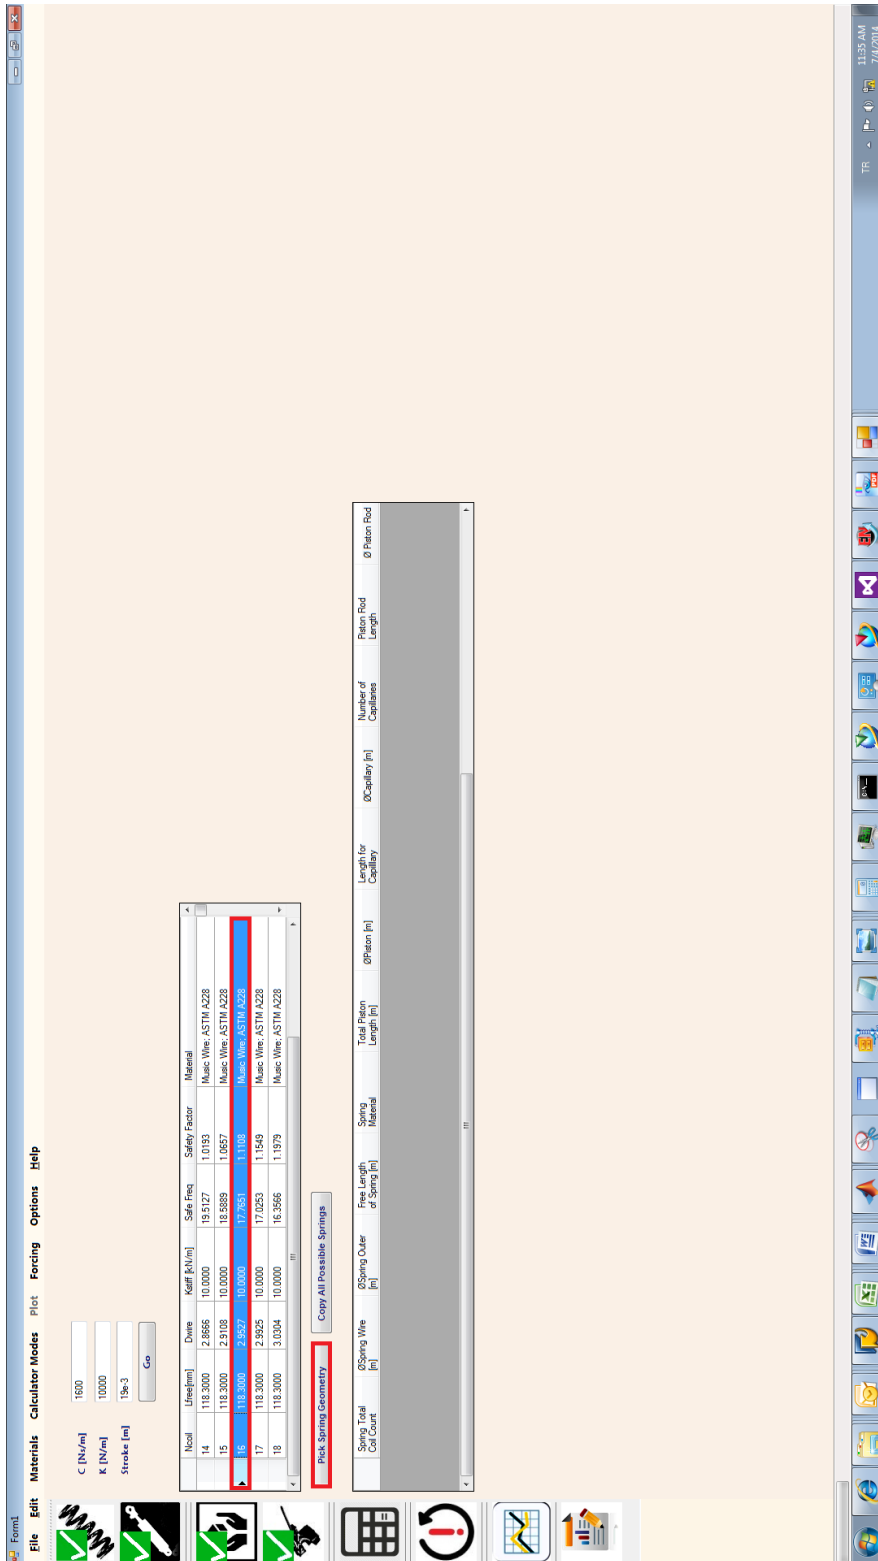 Form1
File Edit Materials Calculator Modes Plot Forcing Options Help
C [Ns/m] 1600
K [N/m] 10000
Stroke [m] 19e-3
Go
Ncoil Lfree[mm] Dwire Kstiff [kN/m] Safe Freq Safety Factor Material
14 118.3000 2.8666 10.0000 19.5127 1.0193 Music Wire; ASTM A228
15 118.3000 2.9108 10.0000 18.5889 1.0657 Music Wire; ASTM A228
16 118.3000 2.9527 10.0000 17.7651 1.1108 Music Wire; ASTM A228
17 118.3000 2.9925 10.0000 17.0253 1.1549 Music Wire; ASTM A228
18 118.3000 3.0304 10.0000 16.3566 1.1979 Music Wire; ASTM A228
Pick Spring Geometry Copy All Possible Springs
Spring Total Coil Count ØSpring Wire [m] ØSpring Outer [m] Free Length of Spring [m] Spring Material Total Piston Length [m] ØPiston [m] Length for Capillary ØCapillary [m] Number of Capillaries Piston Rod Length Ø Piston Rod
TR 11:35 AM
7/4/2014